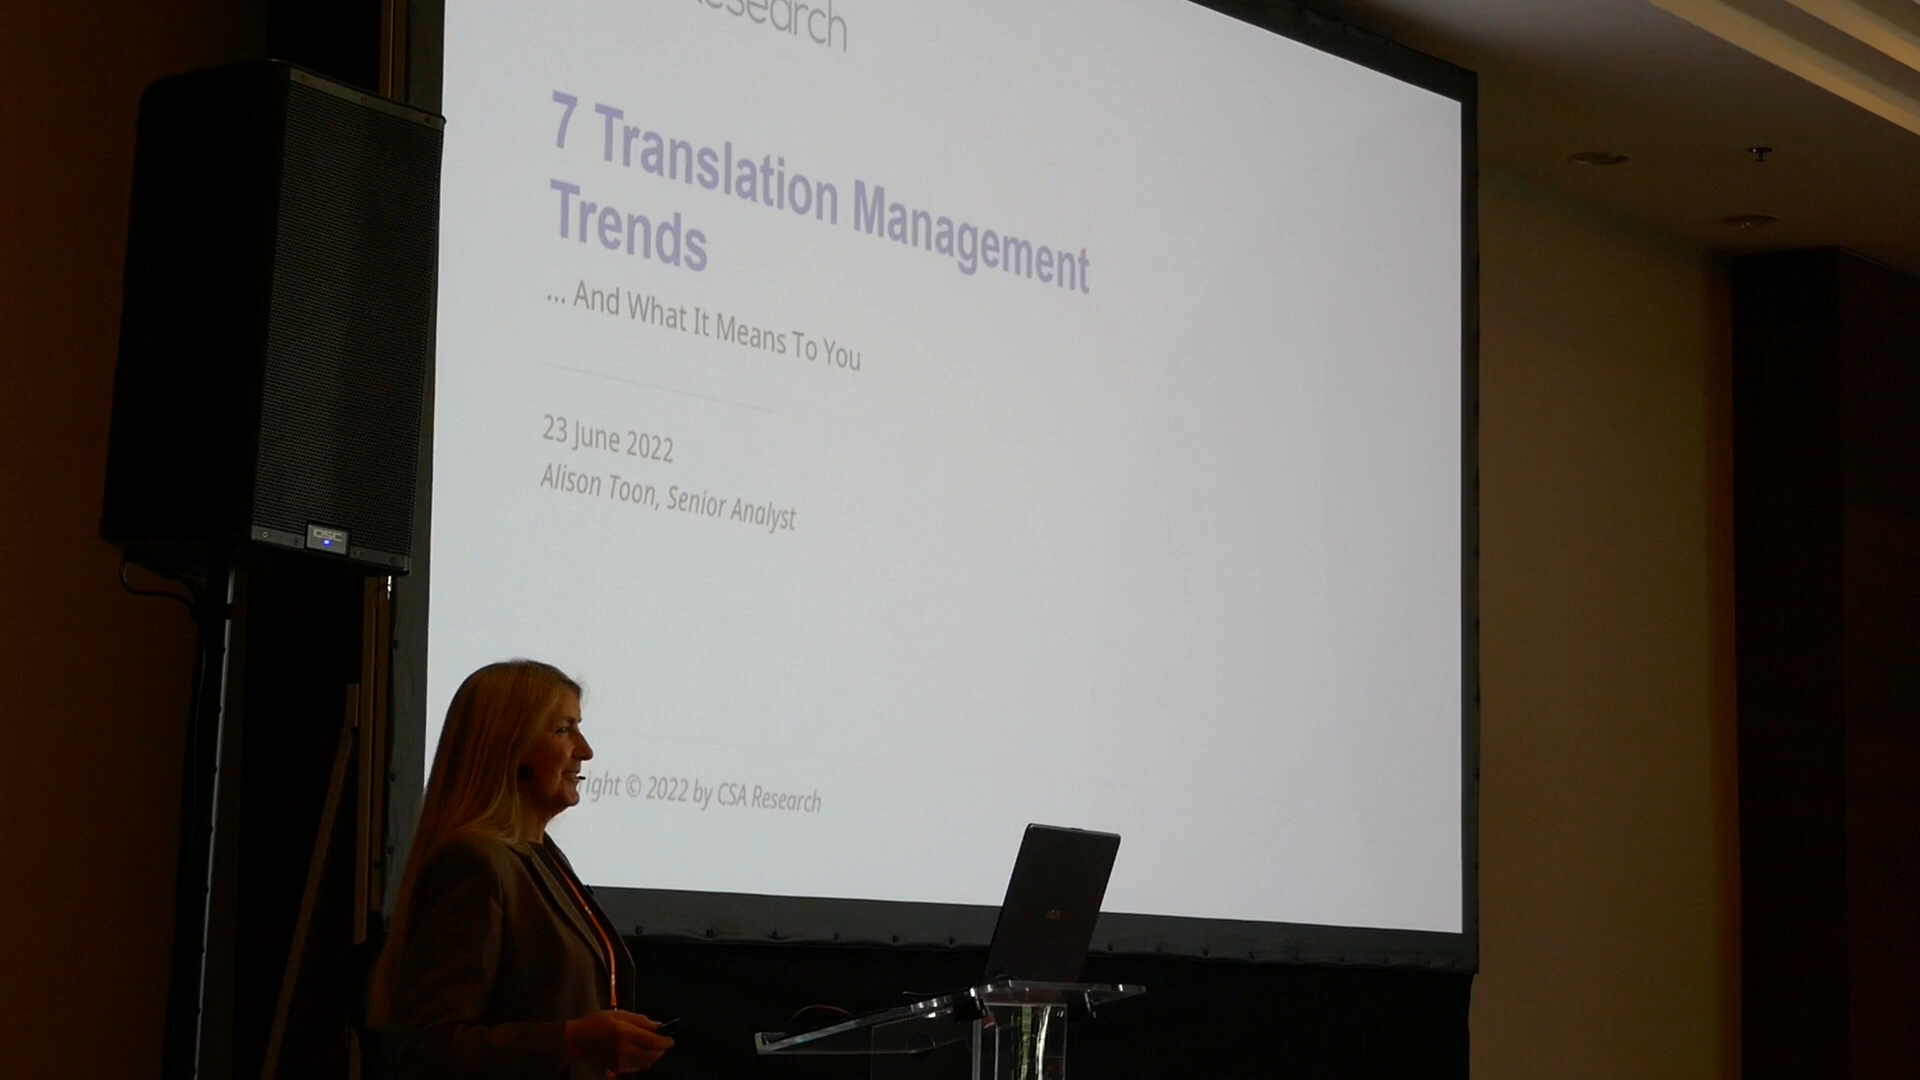 7 Translation Management
Trends
... And What It Means To You
23 June 2022
Alison Toon, Senior Analyst
© 2022 by CSA Research
QSC